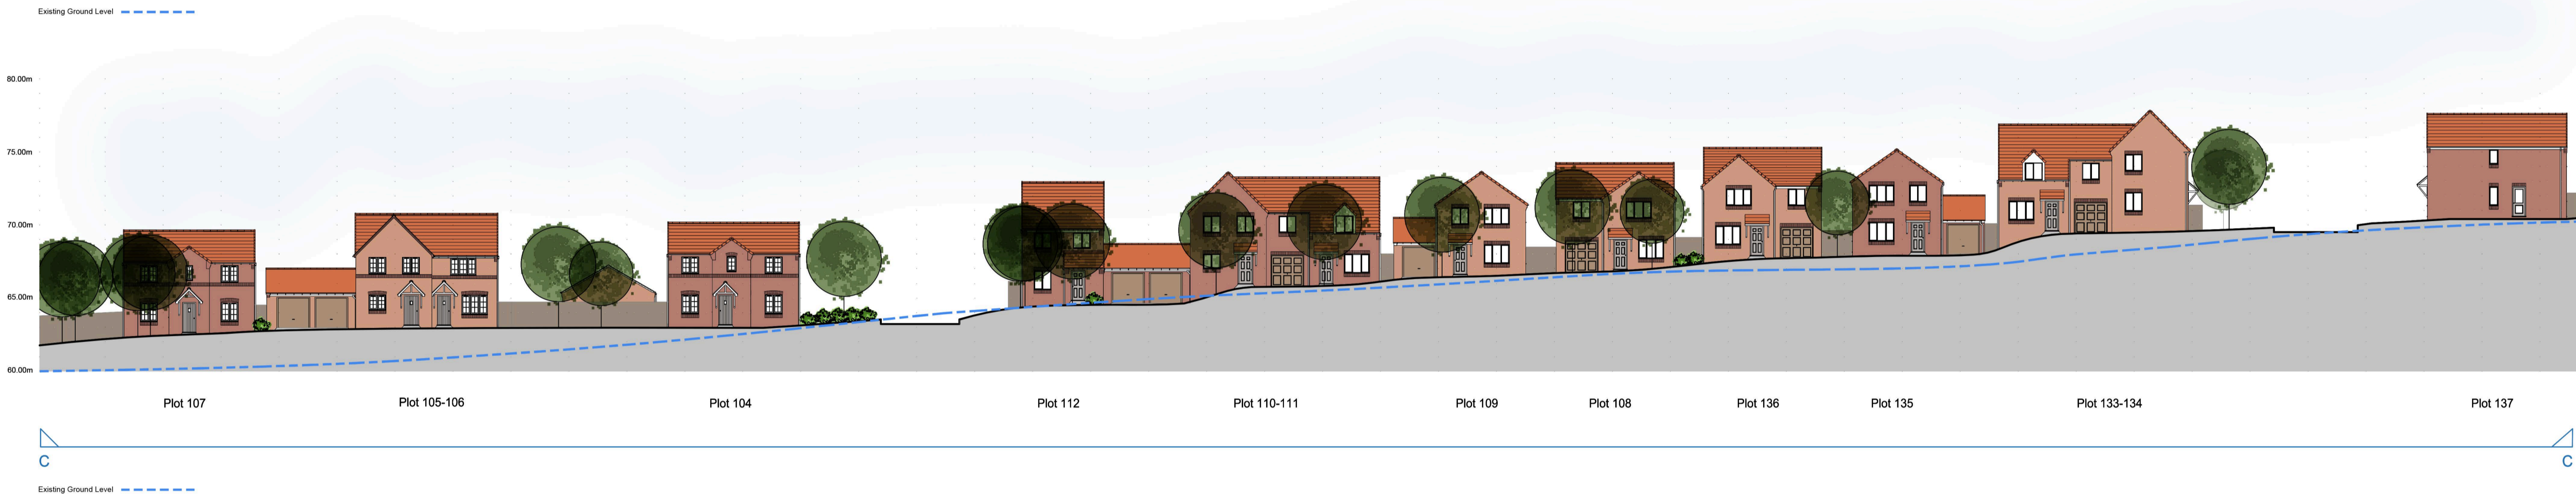 Existing Ground Level
80.00m
75.00m
70.00m
65.00m
60.00m
Plot 107
Plot 105-106
Plot 104
Plot 112
Plot 110-111
Plot 109
Plot 108
Plot 136
Plot 135
Plot 133-134
Plot 137
C
C
Existing Ground Level